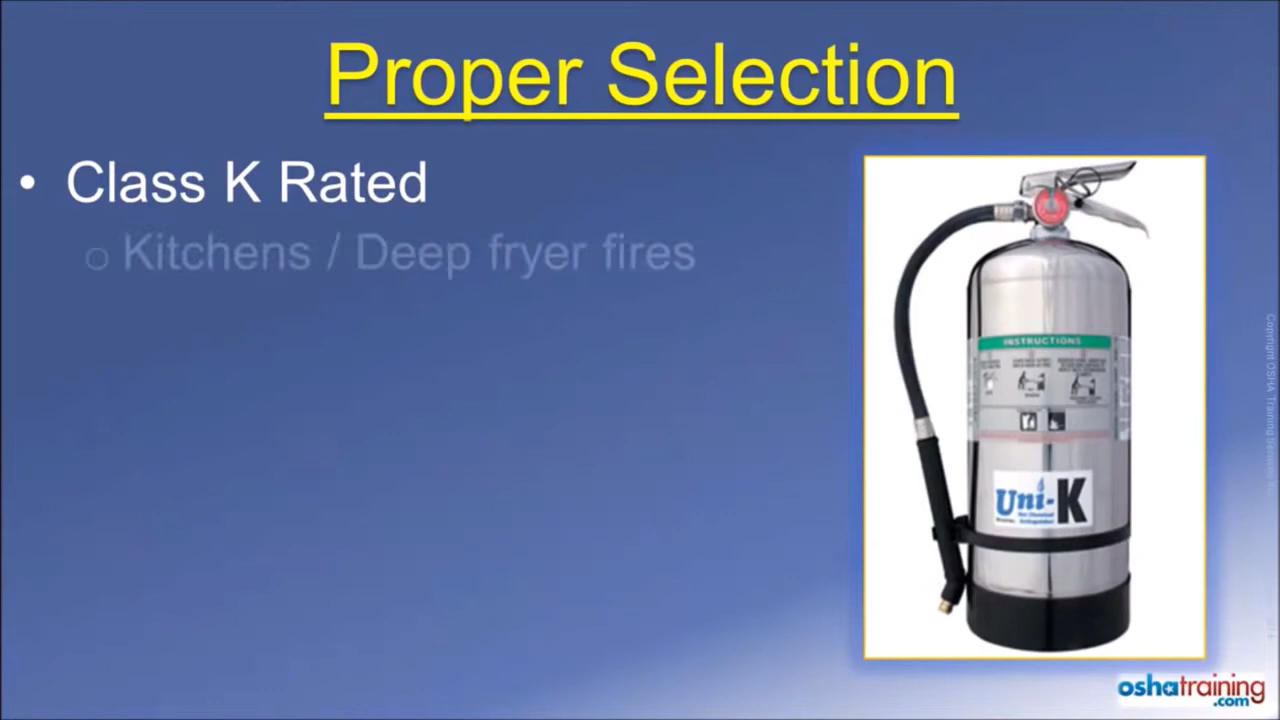 Proper Selection
• Class K Rated
o Kitchens / Deep fryer fires
INSTRUCTIONS
Uni-K
oshatraining
.com